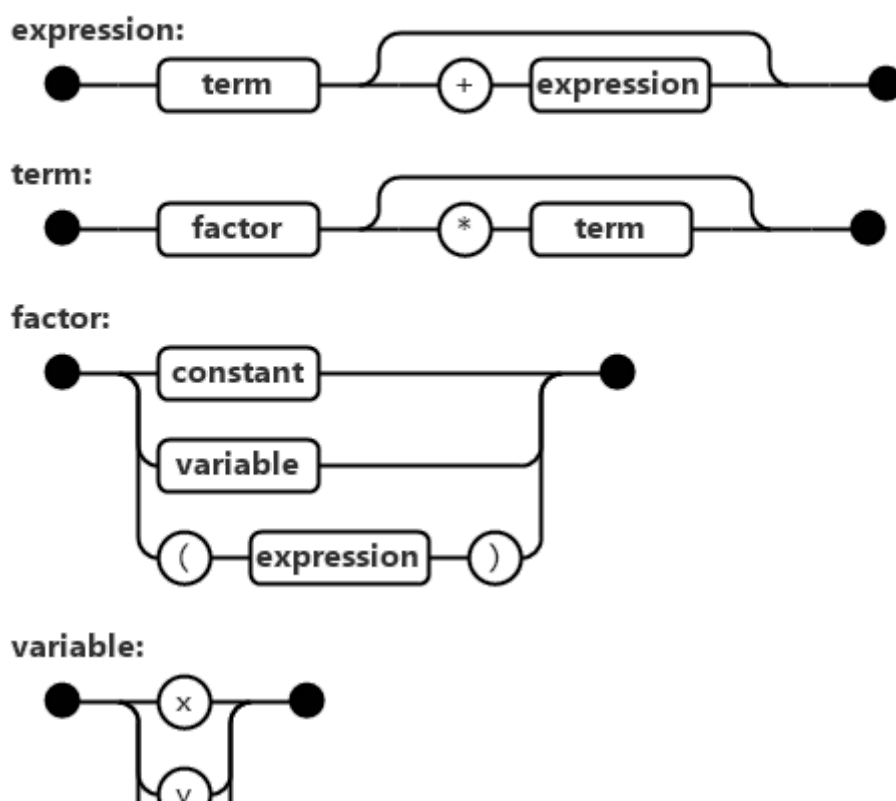 expression:
term + expression
term:
factor * term
factor:
constant
variable
( expression )
variable:
x